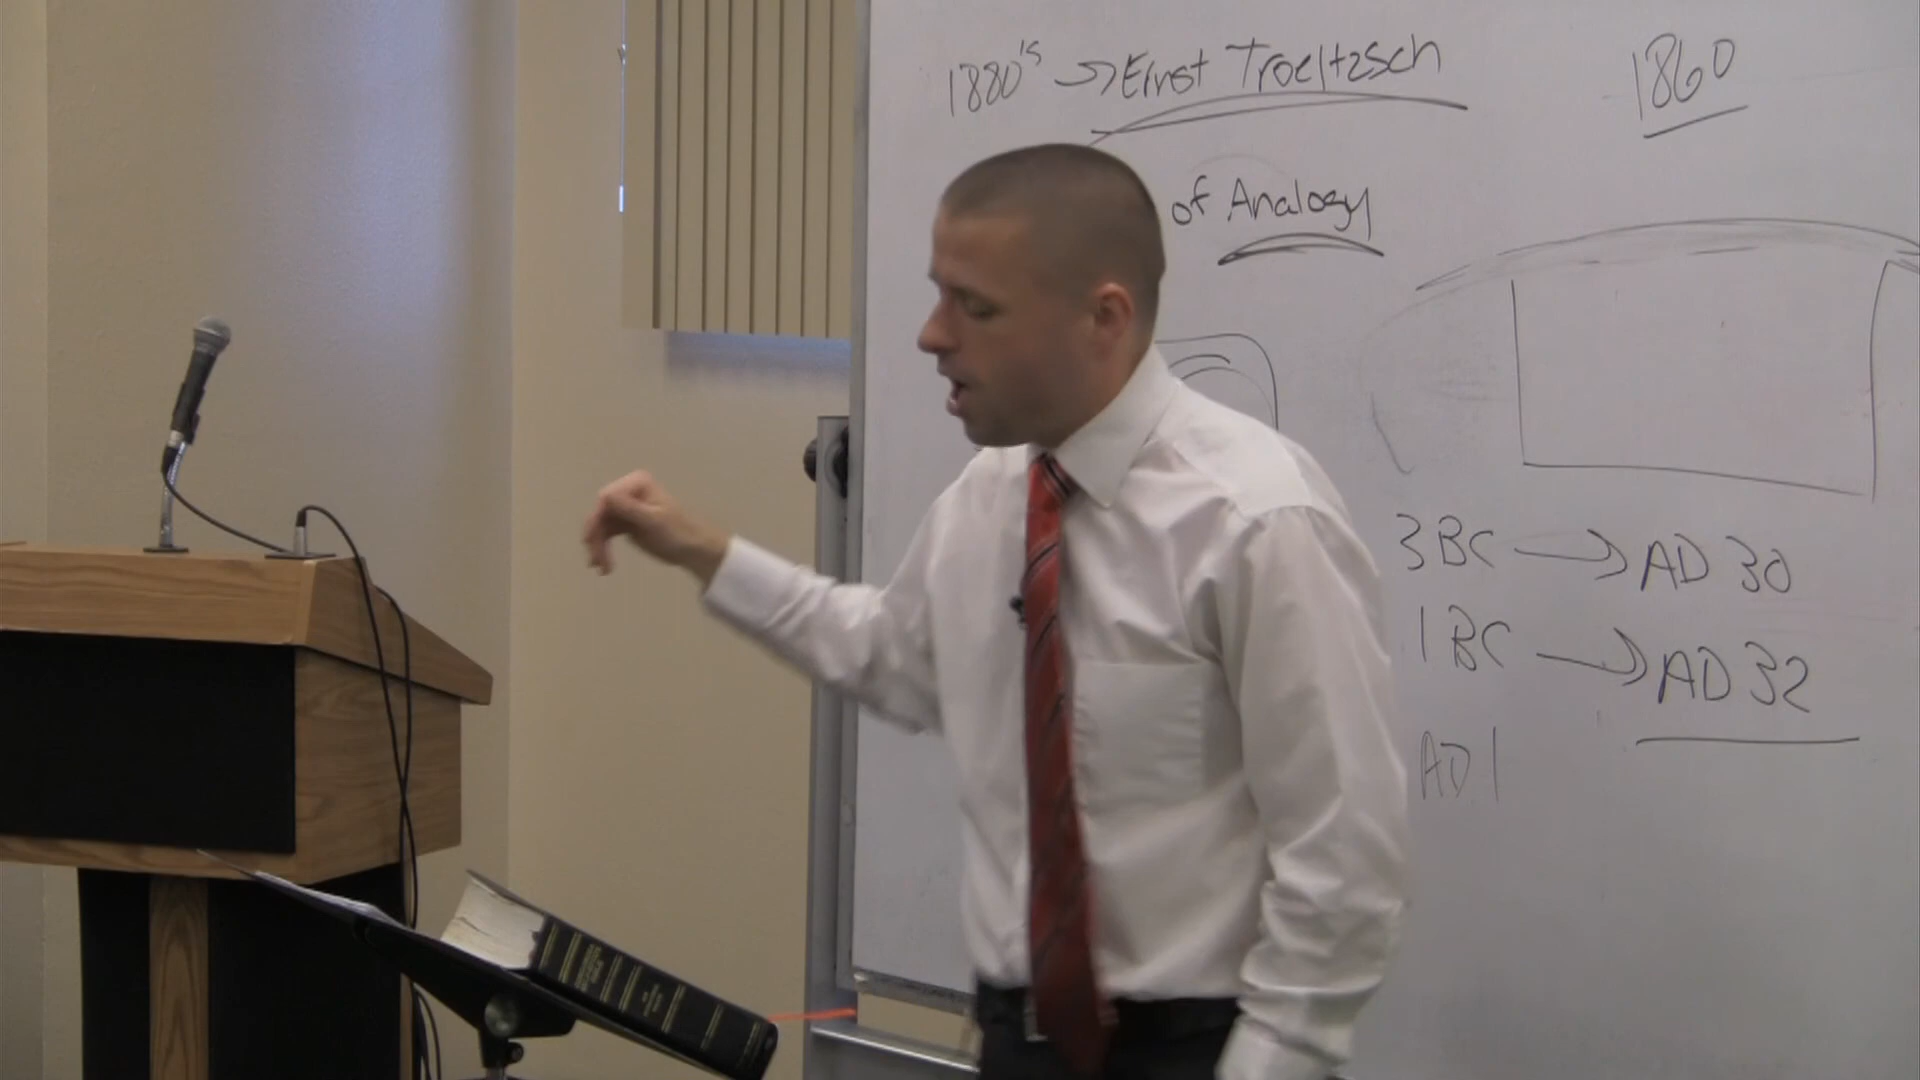 1880's → Ernst Troeltzsch
1860
of Analogy
3 BC → AD 30
1 BC → AD 32
AD 1